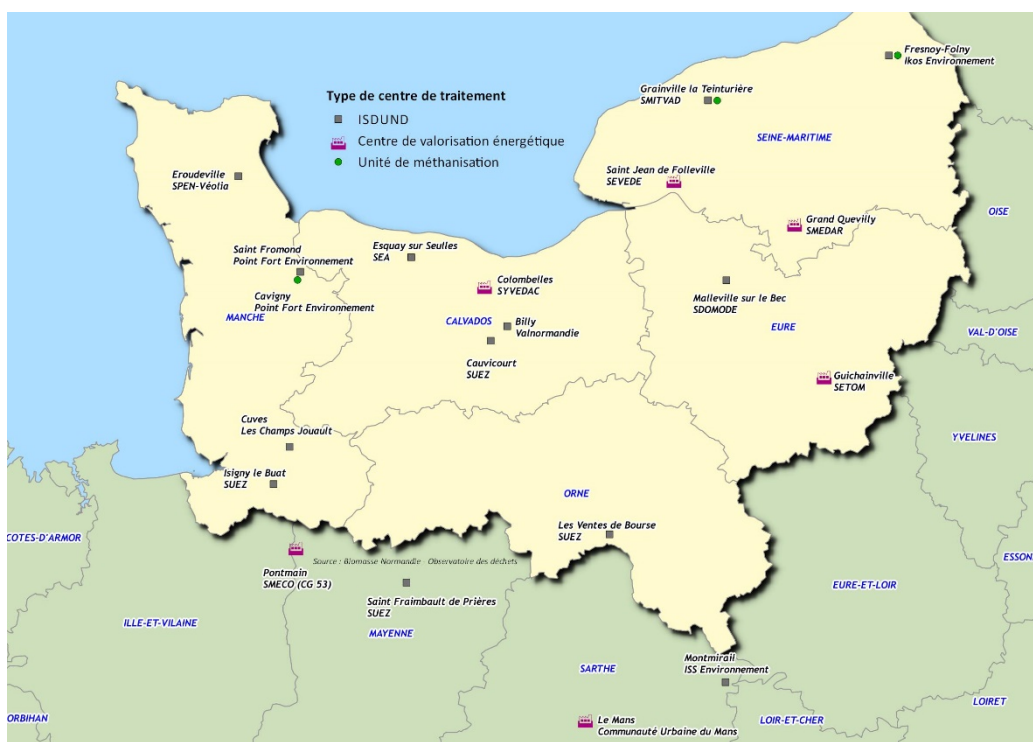 Fresnoy-Folny
Ikos Environnement
Type de centre de traitement
ISDUND
Centre de valorisation énergétique
Unité de méthanisation
Grainville la Teinturière
SMITVAD
SEINE-MARITIME
Eroudeville
SPEN-Véolia
Saint Jean de Folleville
SEVEDE
OISE
Grand Quevilly
SMEDAR
Saint Fromond
Point Fort Environnement
Esquay sur Seulles
SEA
Colombelles
SYVEDAC
Cavigny
Point Fort Environnement
Malleville sur le Bec
SDOMODE
MANCHE
CALVADOS
Billy
Valnormandie
EURE
VAL-D'OISE
Cauvicourt
SUEZ
Guichainville
SETOM
Cuves
Les Champs Jouault
YVELINES
Isigny le Buat
SUEZ
ORNE
Les Ventes de Bourse
SUEZ
COTES-D'ARMOR
ESSON
Source : Biomasse Normandie - Observatoire des déchets
Pontmain
SMECO (CG 53)
EURE-ET-LOIR
Saint Fraimbault de Prières
SUEZ
ILLE-ET-VILAINE
MAYENNE
Montmirail
ISS Environnement
SARTHE
LOIRET
ORBIHAN
Le Mans
Communauté Urbaine du Mans
LOIR-ET-CHER